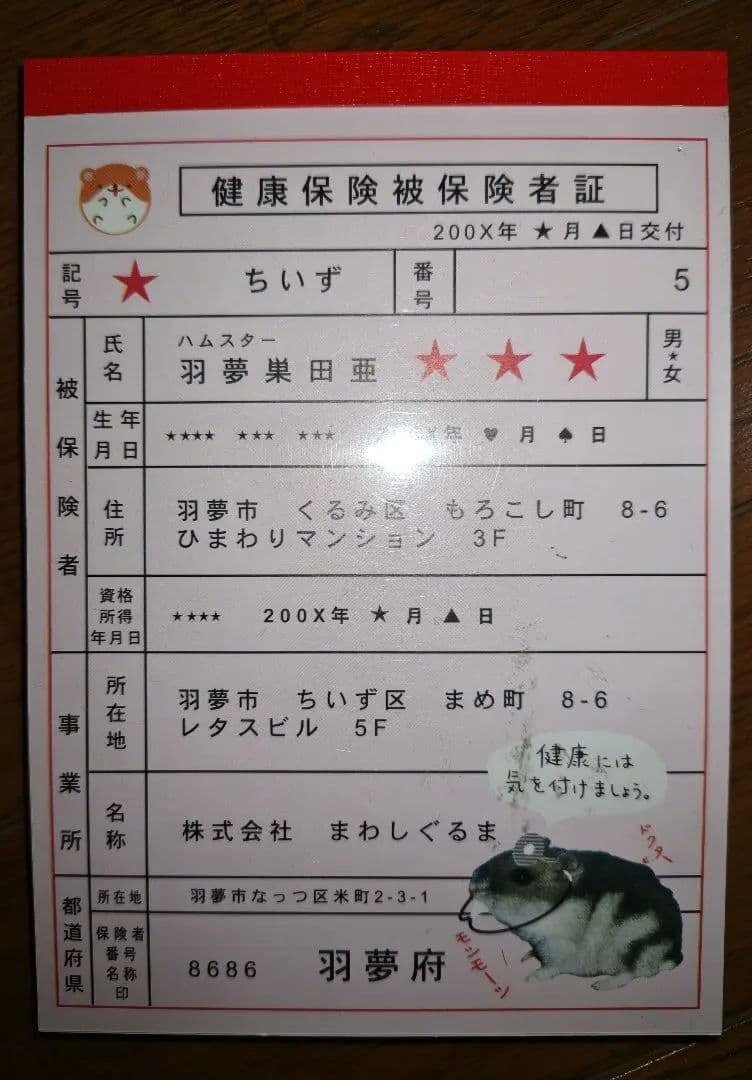 健康保険被保険者証
200X年 ★月▲日交付
記号 ★ ちいず 番号 5
被保険者
氏名 ハムスター
羽夢巣田亜 ★ ★ ★ 男★女
生年月日 ★★★★ ★★★ ★★★ 年 ♥ 月 ♠ 日
住所 羽夢市 くるみ区 もろこし町 8-6
ひまわりマンション 3F
資格所得年月日 ★★★★ 200X年 ★ 月 ▲ 日
事業所
所在地 羽夢市 ちいず区 まめ町 8-6
レタスビル 5F
健康には
気を付けましょう。
名称 株式会社 まわしぐるま
ドクター
都道府県
所在地 羽夢市なっつ区米町2-3-1
保険者番号名称印 8686 羽夢府
モシモーシ